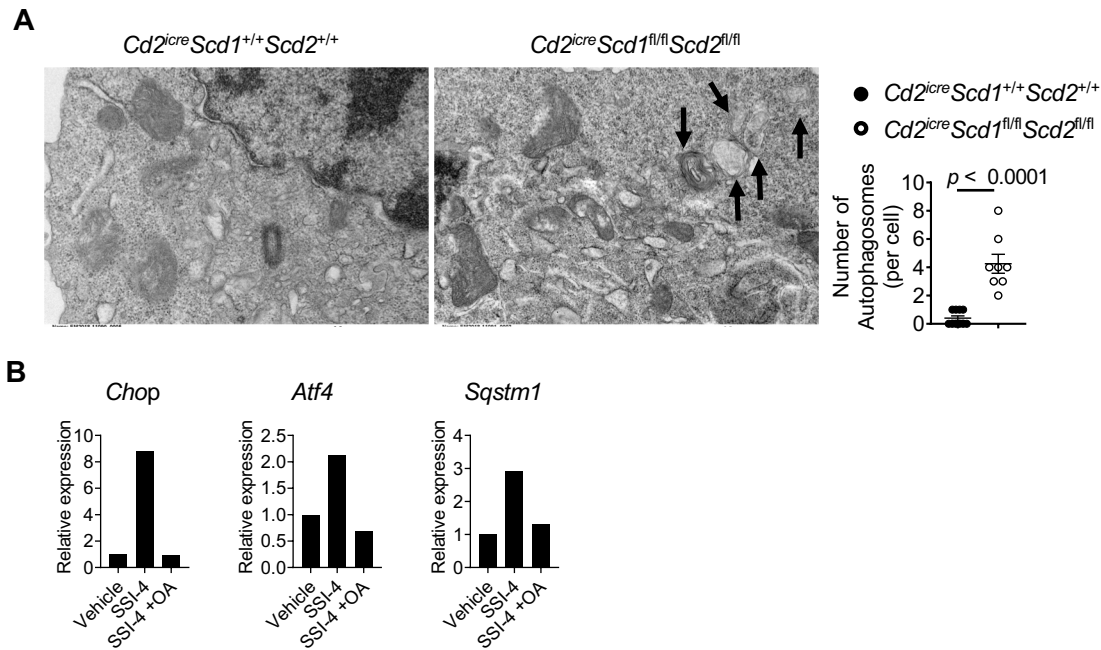 A
Cd2icreScd1+/+Scd2+/+
Cd2icreScd1fl/flScd2fl/fl
Cd2icreScd1+/+Scd2+/+
Cd2icreScd1fl/flScd2fl/fl
p < 0.0001
Number of
Autophagosomes
(per cell)
10
8
6
4
2
0
B
Chop
Relative expression
10
8
6
4
2
0
Vehicle
SSI-4
SSI-4 +OA
Atf4
Relative expression
2.5
2.0
1.5
1.0
0.5
0.0
Vehicle
SSI-4
SSI-4 +OA
Sqstm1
Relative expression
4
3
2
1
0
Vehicle
SSI-4
SSI-4 +OA